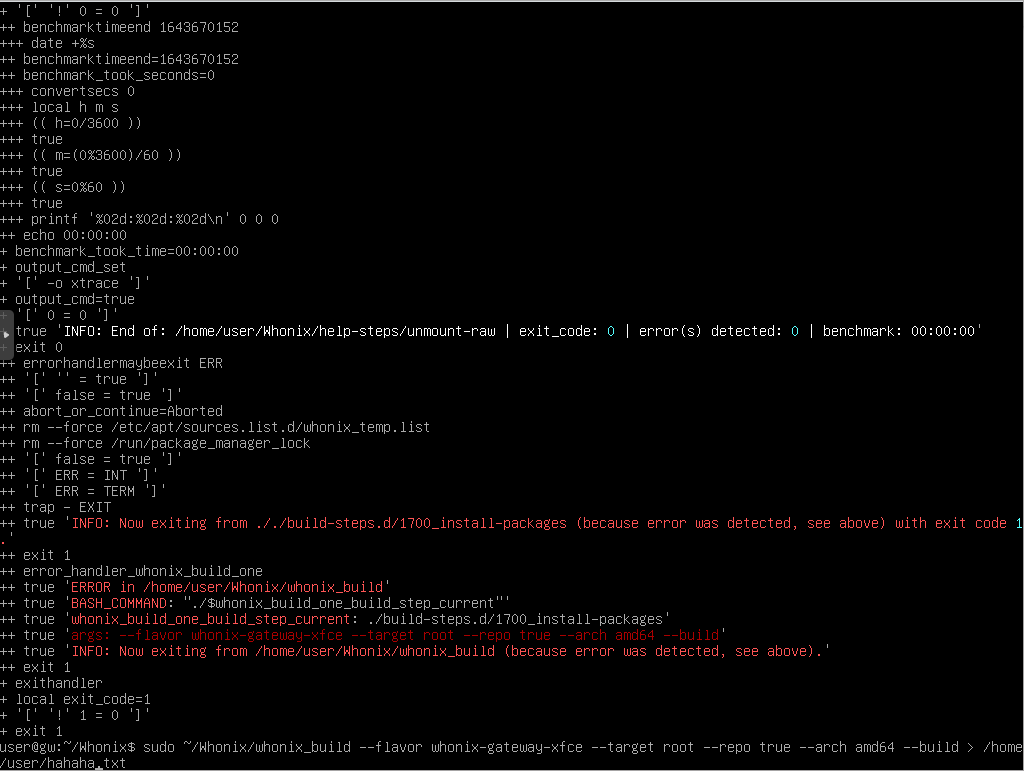 + '[' '!' 0 = 0 ']'
++ benchmarktimeend 1643670152
+++ date +%s
++ benchmarktimeend=1643670152
++ benchmark_took_seconds=0
+++ convertsecs 0
+++ local h m s
+++ (( h=0/3600 ))
+++ true
+++ (( m=(0%3600)/60 ))
+++ true
+++ (( s=0%60 ))
+++ true
+++ printf '%02d:%02d:%02d\n' 0 0 0
++ echo 00:00:00
+ benchmark_took_time=00:00:00
+ output_cmd_set
+ '[' -o xtrace ']'
+ output_cmd=true
+ '[' 0 = 0 ']'
+ true 'INFO: End of: /home/user/Whonix/help-steps/unmount-raw | exit_code: 0 | error(s) detected: 0 | benchmark: 00:00:00'
+ exit 0
++ errorhandlermaybeexit ERR
++ '[' '' = true ']'
++ '[' false = true ']'
++ abort_or_continue=Aborted
++ rm --force /etc/apt/sources.list.d/whonix_temp.list
++ rm --force /run/package_manager_lock
++ '[' false = true ']'
++ '[' ERR = INT ']'
++ '[' ERR = TERM ']'
++ trap - EXIT
++ true 'INFO: Now exiting from ././build-steps.d/1700_install-packages (because error was detected, see above) with exit code 1
.'
++ exit 1
++ error_handler_whonix_build_one
++ true 'ERROR in /home/user/Whonix/whonix_build'
++ true 'BASH_COMMAND: "./$whonix_build_one_build_step_current"'
++ true 'whonix_build_one_build_step_current: ./build-steps.d/1700_install-packages'
++ true 'args: --flavor whonix-gateway-xfce --target root --repo true --arch amd64 --build'
++ true 'INFO: Now exiting from /home/user/Whonix/whonix_build (because error was detected, see above).'
++ exit 1
+ exithandler
+ local exit_code=1
+ '[' '!' 1 = 0 ']'
+ exit 1
user@gw:~/Whonix$ sudo ~/Whonix/whonix_build --flavor whonix-gateway-xfce --target root --repo true --arch amd64 --build > /home
/user/hahaha.txt